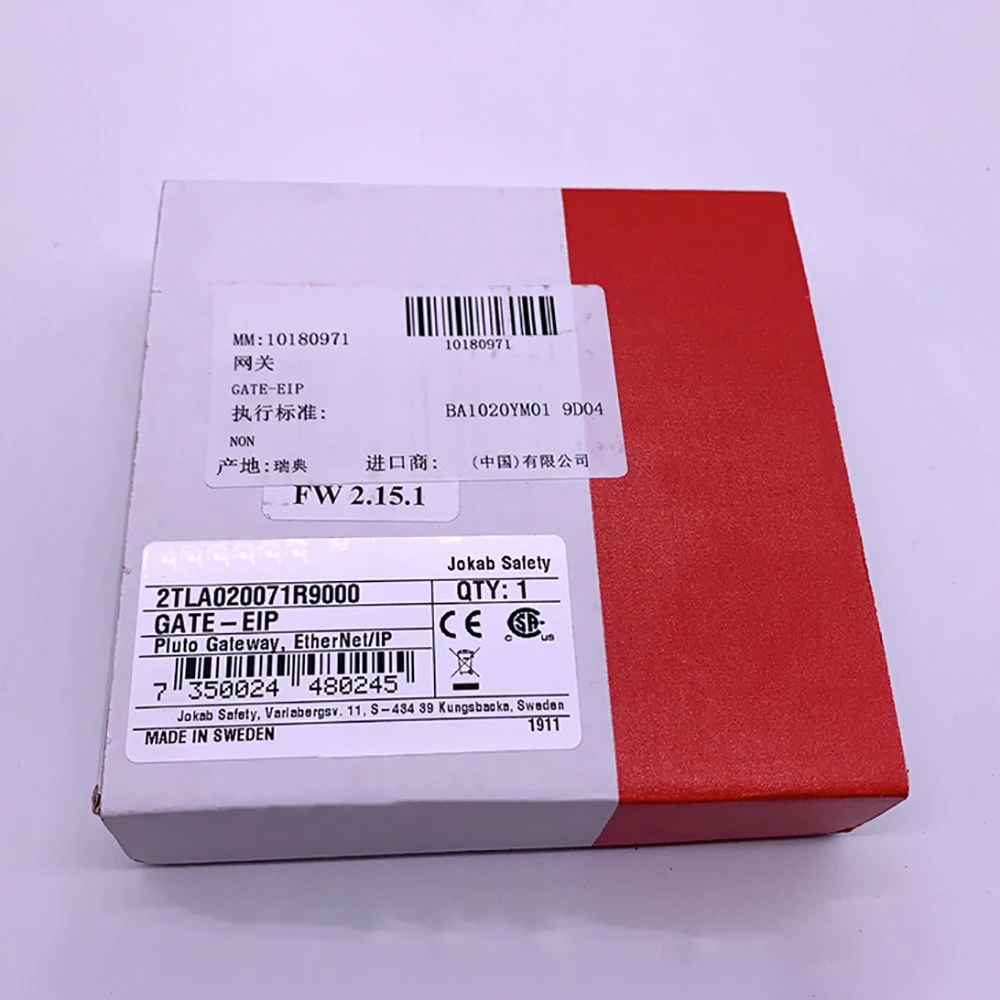 MM:10180971
10180971
网关
GATE-EIP
执行标准: BA1020YM01 9D04
NON
产地:瑞典 进口商: (中国)有限公司
FW 2.15.1
Jokab Safety
2TLA020071R9000 QTY: 1
GATE-EIP
Pluto Gateway, EtherNet/IP
CE
C SA US
7 350024 480245
Jokab Safety, Varlabergsv. 11, S-434 39 Kungsbacka, Sweden
MADE IN SWEDEN 1911